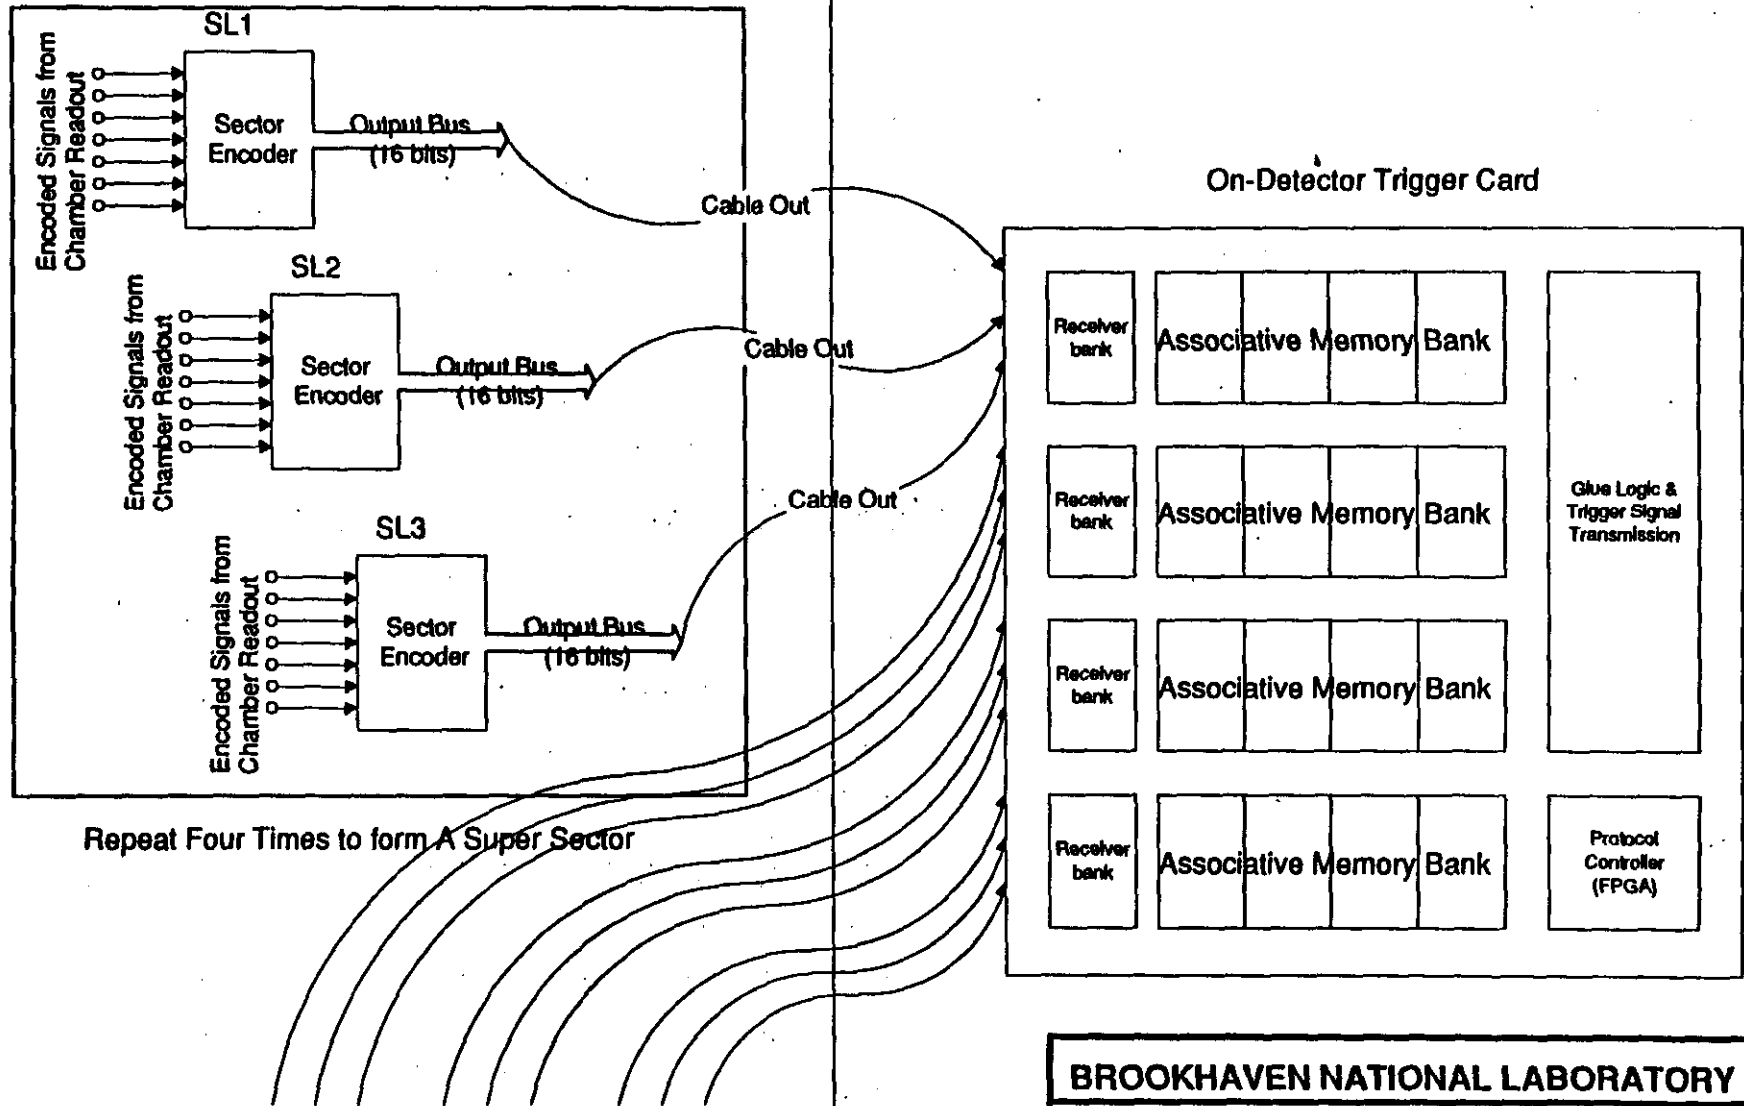 SL1
Encoded Signals from
Chamber Readout
Sector
Encoder
Output Bus
(16 bits)
Cable Out
SL2
Encoded Signals from
Chamber Readout
Sector
Encoder
Output Bus
(16 bits)
Cable Out
SL3
Encoded Signals from
Chamber Readout
Sector
Encoder
Output Bus
(16 bits)
Cable Out
Repeat Four Times to form A Super Sector
On-Detector Trigger Card
Receiver
bank
Associative Memory Bank
Receiver
bank
Associative Memory Bank
Receiver
bank
Associative Memory Bank
Receiver
bank
Associative Memory Bank
Glue Logic &
Trigger Signal
Transmission
Protocol
Controller
(FPGA)
BROOKHAVEN NATIONAL LABORATORY